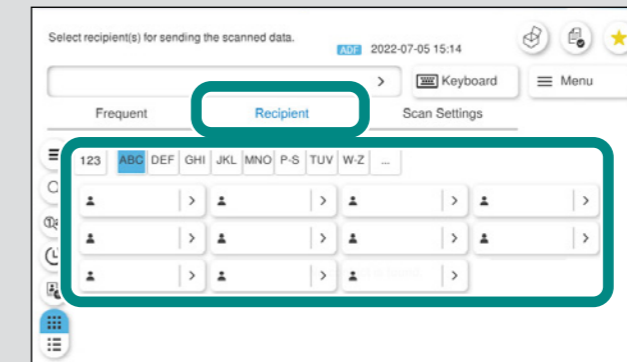 Select recipient(s) for sending the scanned data.
ADF 2022-07-05 15:14
Keyboard
Menu
Frequent Recipient Scan Settings
123 ABC DEF GHI JKL MNO P-S TUV W-Z ...